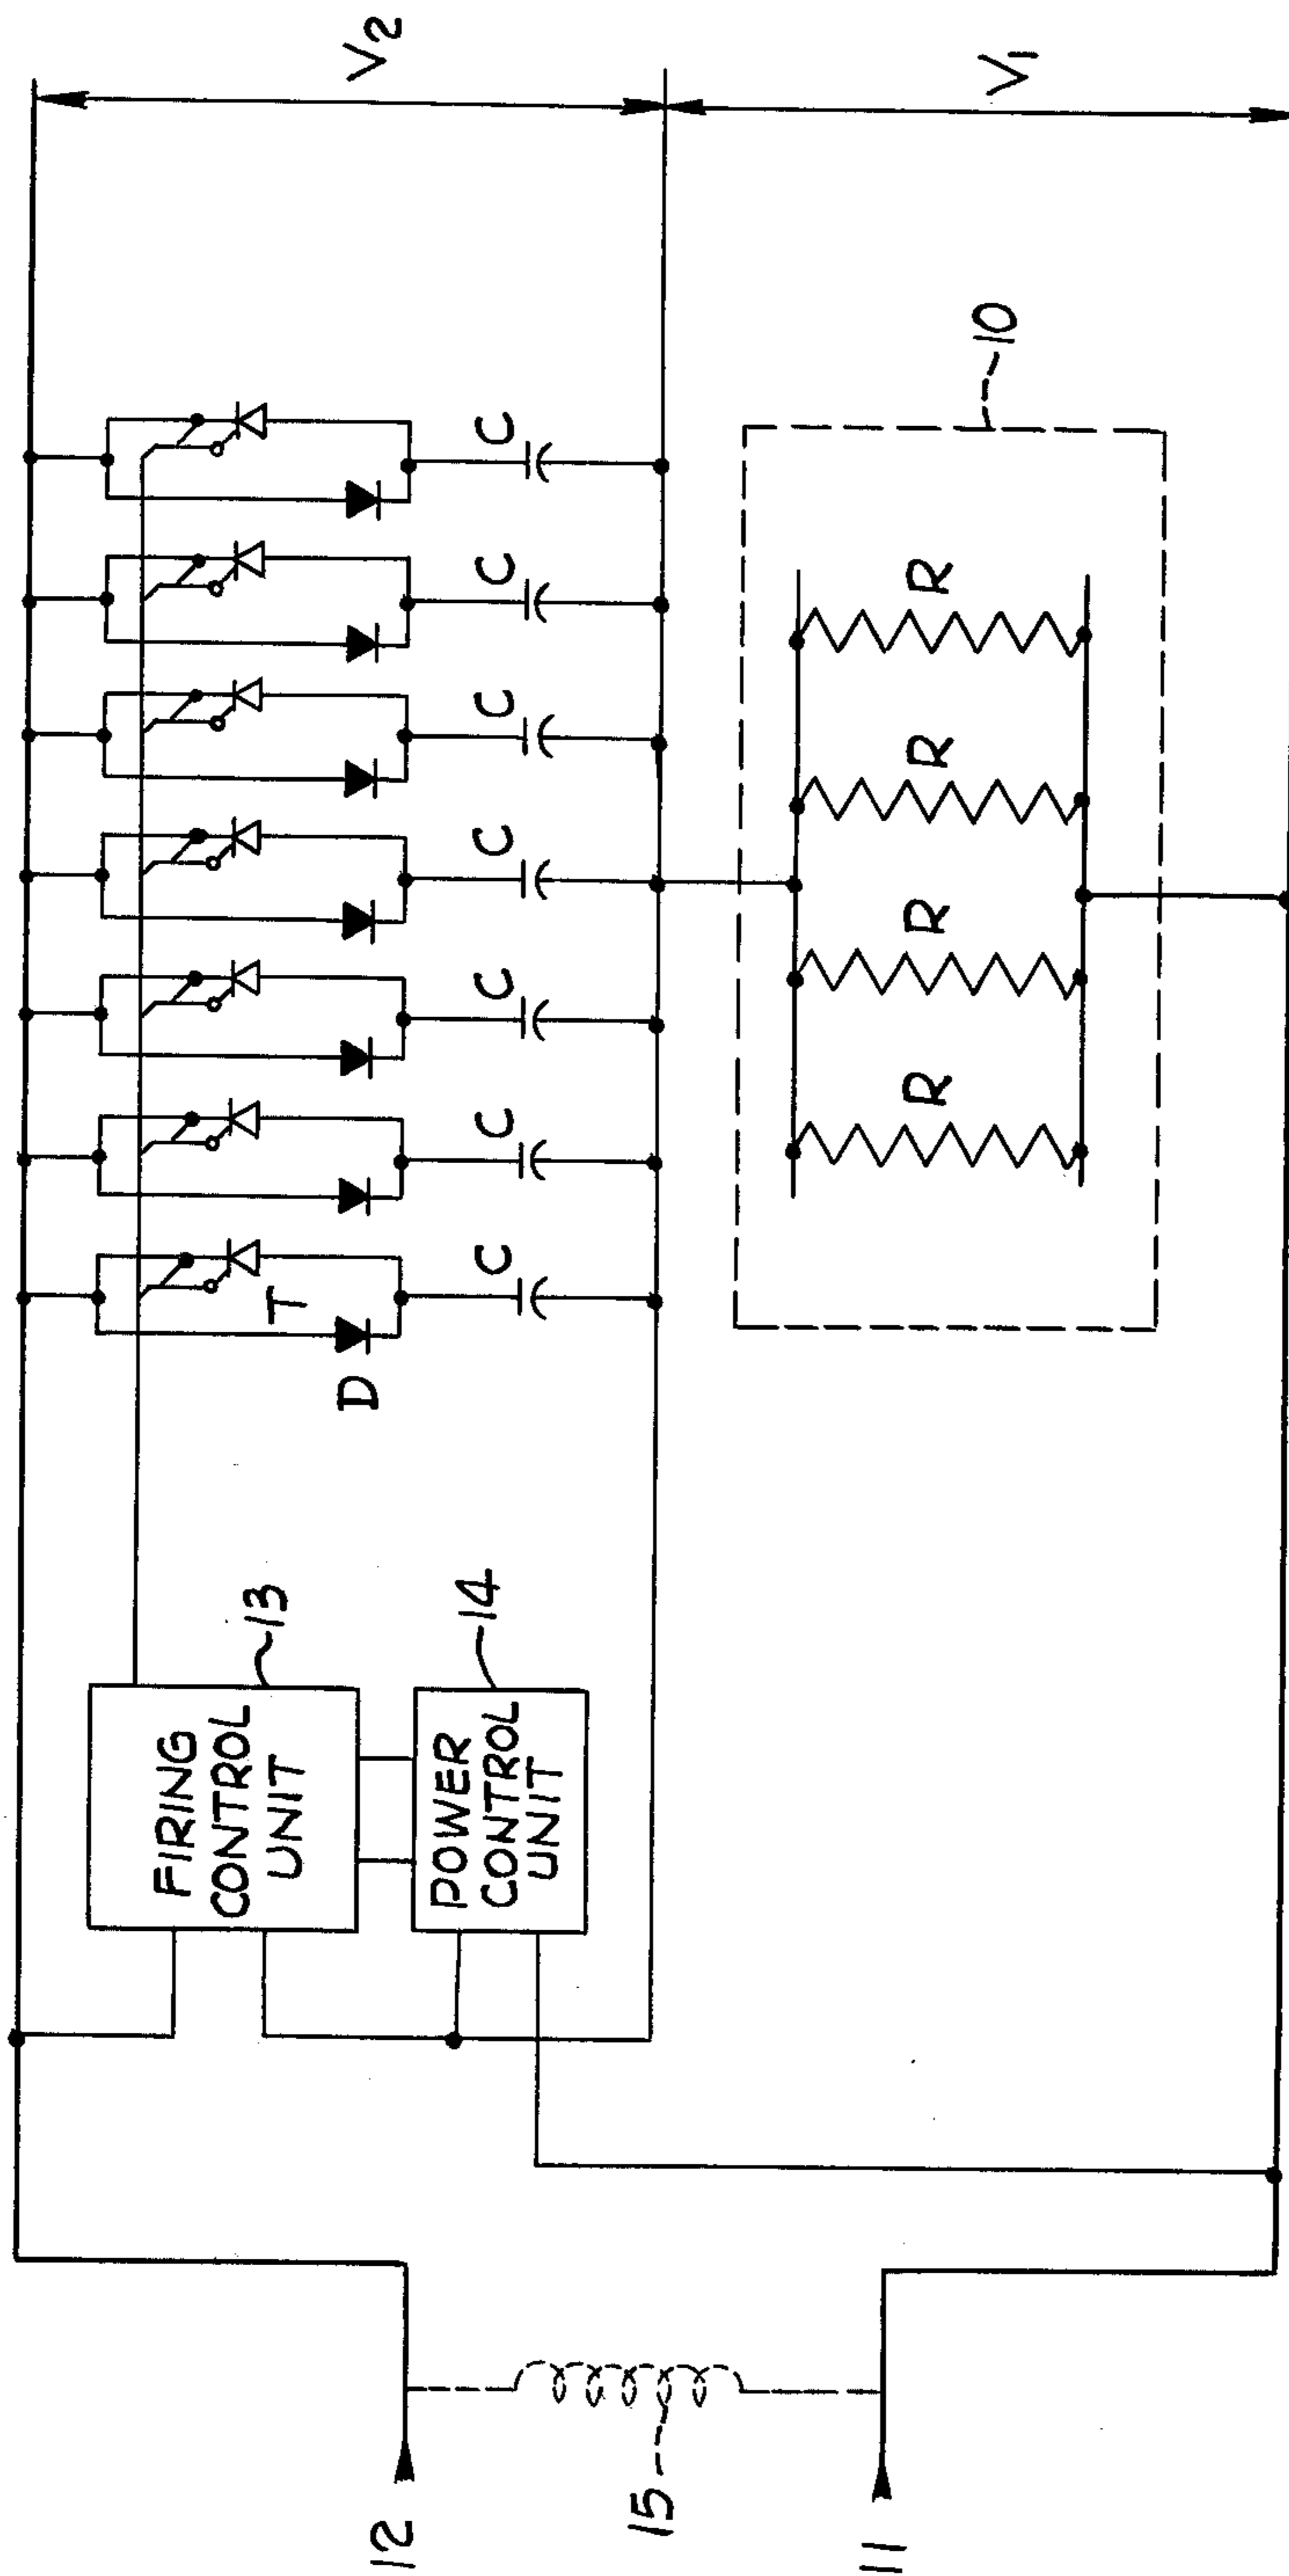 V2
V1
C
C
C
C
C
C
C
T
D
10
R
R
R
R
13
FIRING
CONTROL
UNIT
14
POWER
CONTROL
UNIT
12
15
11